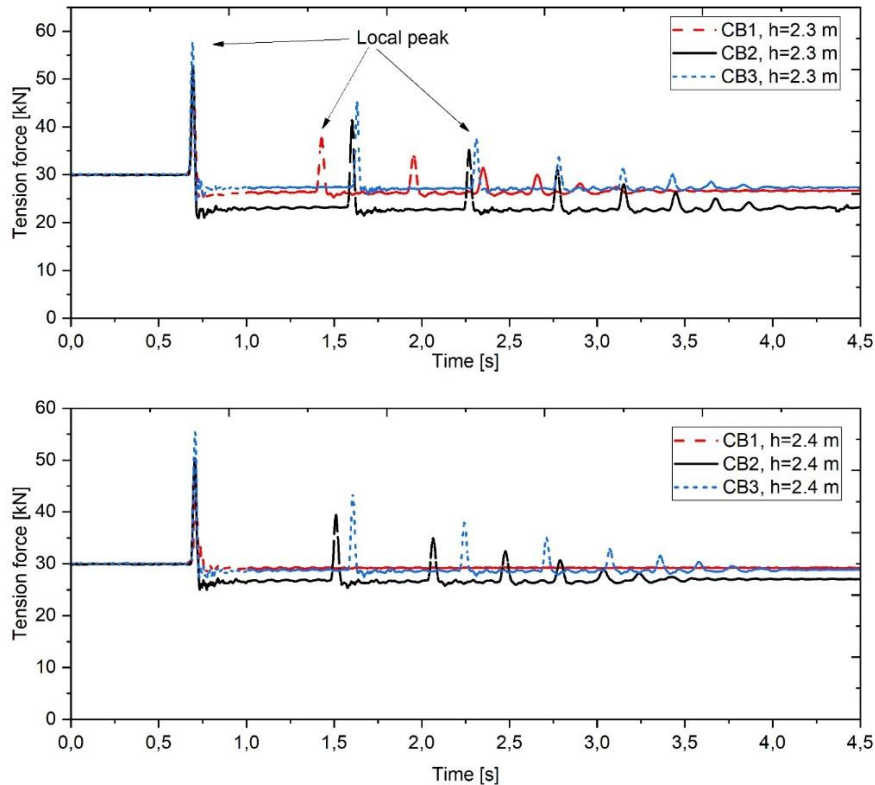 60
50
40
30
20
10
0
Tension force [kN]
Local peak
CB1, h=2.3 m
CB2, h=2.3 m
CB3, h=2.3 m
0,0 0,5 1,0 1,5 2,0 2,5 3,0 3,5 4,0 4,5
Time [s]
60
50
40
30
20
10
0
Tension force [kN]
CB1, h=2.4 m
CB2, h=2.4 m
CB3, h=2.4 m
0,0 0,5 1,0 1,5 2,0 2,5 3,0 3,5 4,0 4,5
Time [s]